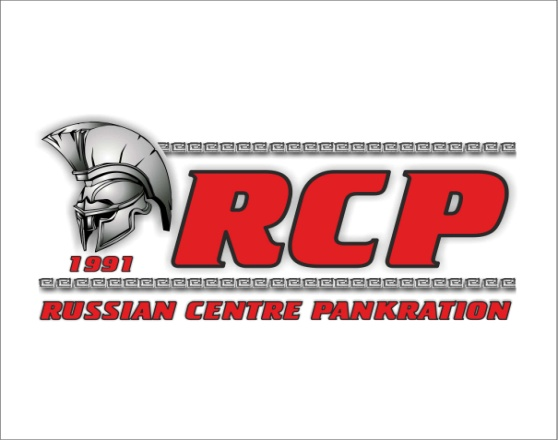 RCP
1991
RUSSIAN CENTRE PANKRATION